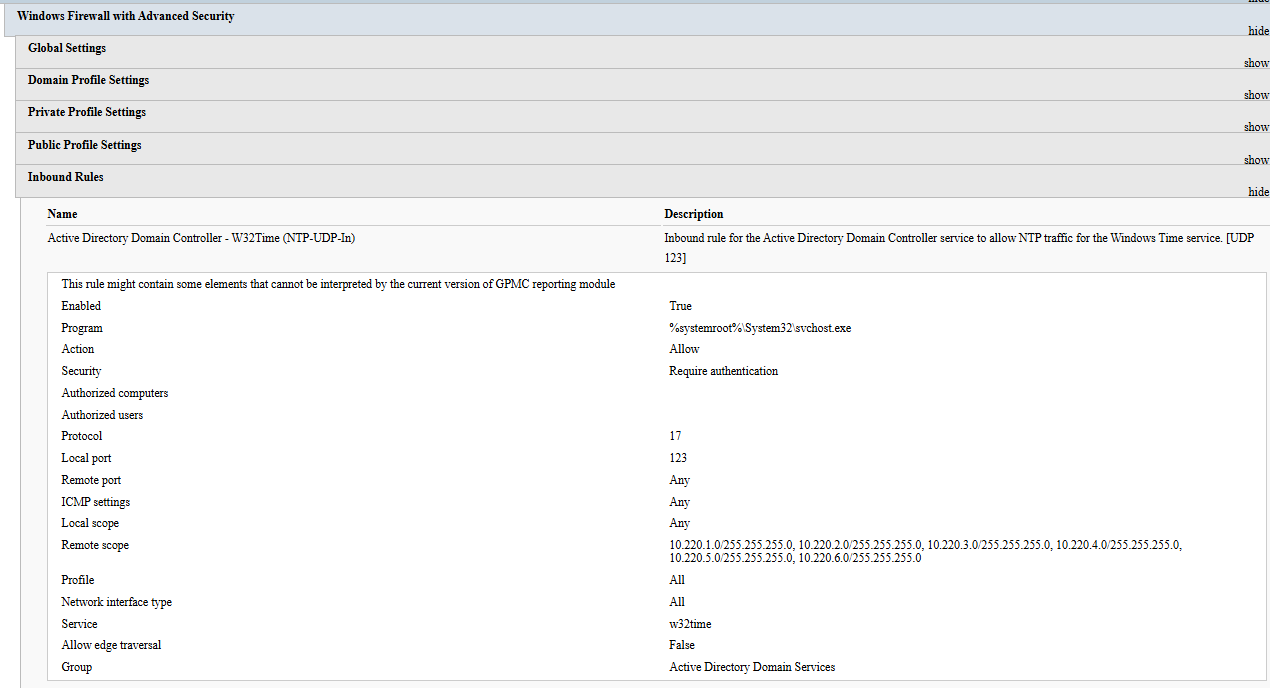 Windows Firewall with Advanced Security
hide
Global Settings
show
Domain Profile Settings
show
Private Profile Settings
show
Public Profile Settings
show
Inbound Rules
hide
Name Description
Active Directory Domain Controller - W32Time (NTP-UDP-In) Inbound rule for the Active Directory Domain Controller service to allow NTP traffic for the Windows Time service. [UDP
123]
This rule might contain some elements that cannot be interpreted by the current version of GPMC reporting module
Enabled True
Program %systemroot%\System32\svchost.exe
Action Allow
Security Require authentication
Authorized computers
Authorized users
Protocol 17
Local port 123
Remote port Any
ICMP settings Any
Local scope Any
Remote scope 10.220.1.0/255.255.255.0, 10.220.2.0/255.255.255.0, 10.220.3.0/255.255.255.0, 10.220.4.0/255.255.255.0,
10.220.5.0/255.255.255.0, 10.220.6.0/255.255.255.0
Profile All
Network interface type All
Service w32time
Allow edge traversal False
Group Active Directory Domain Services